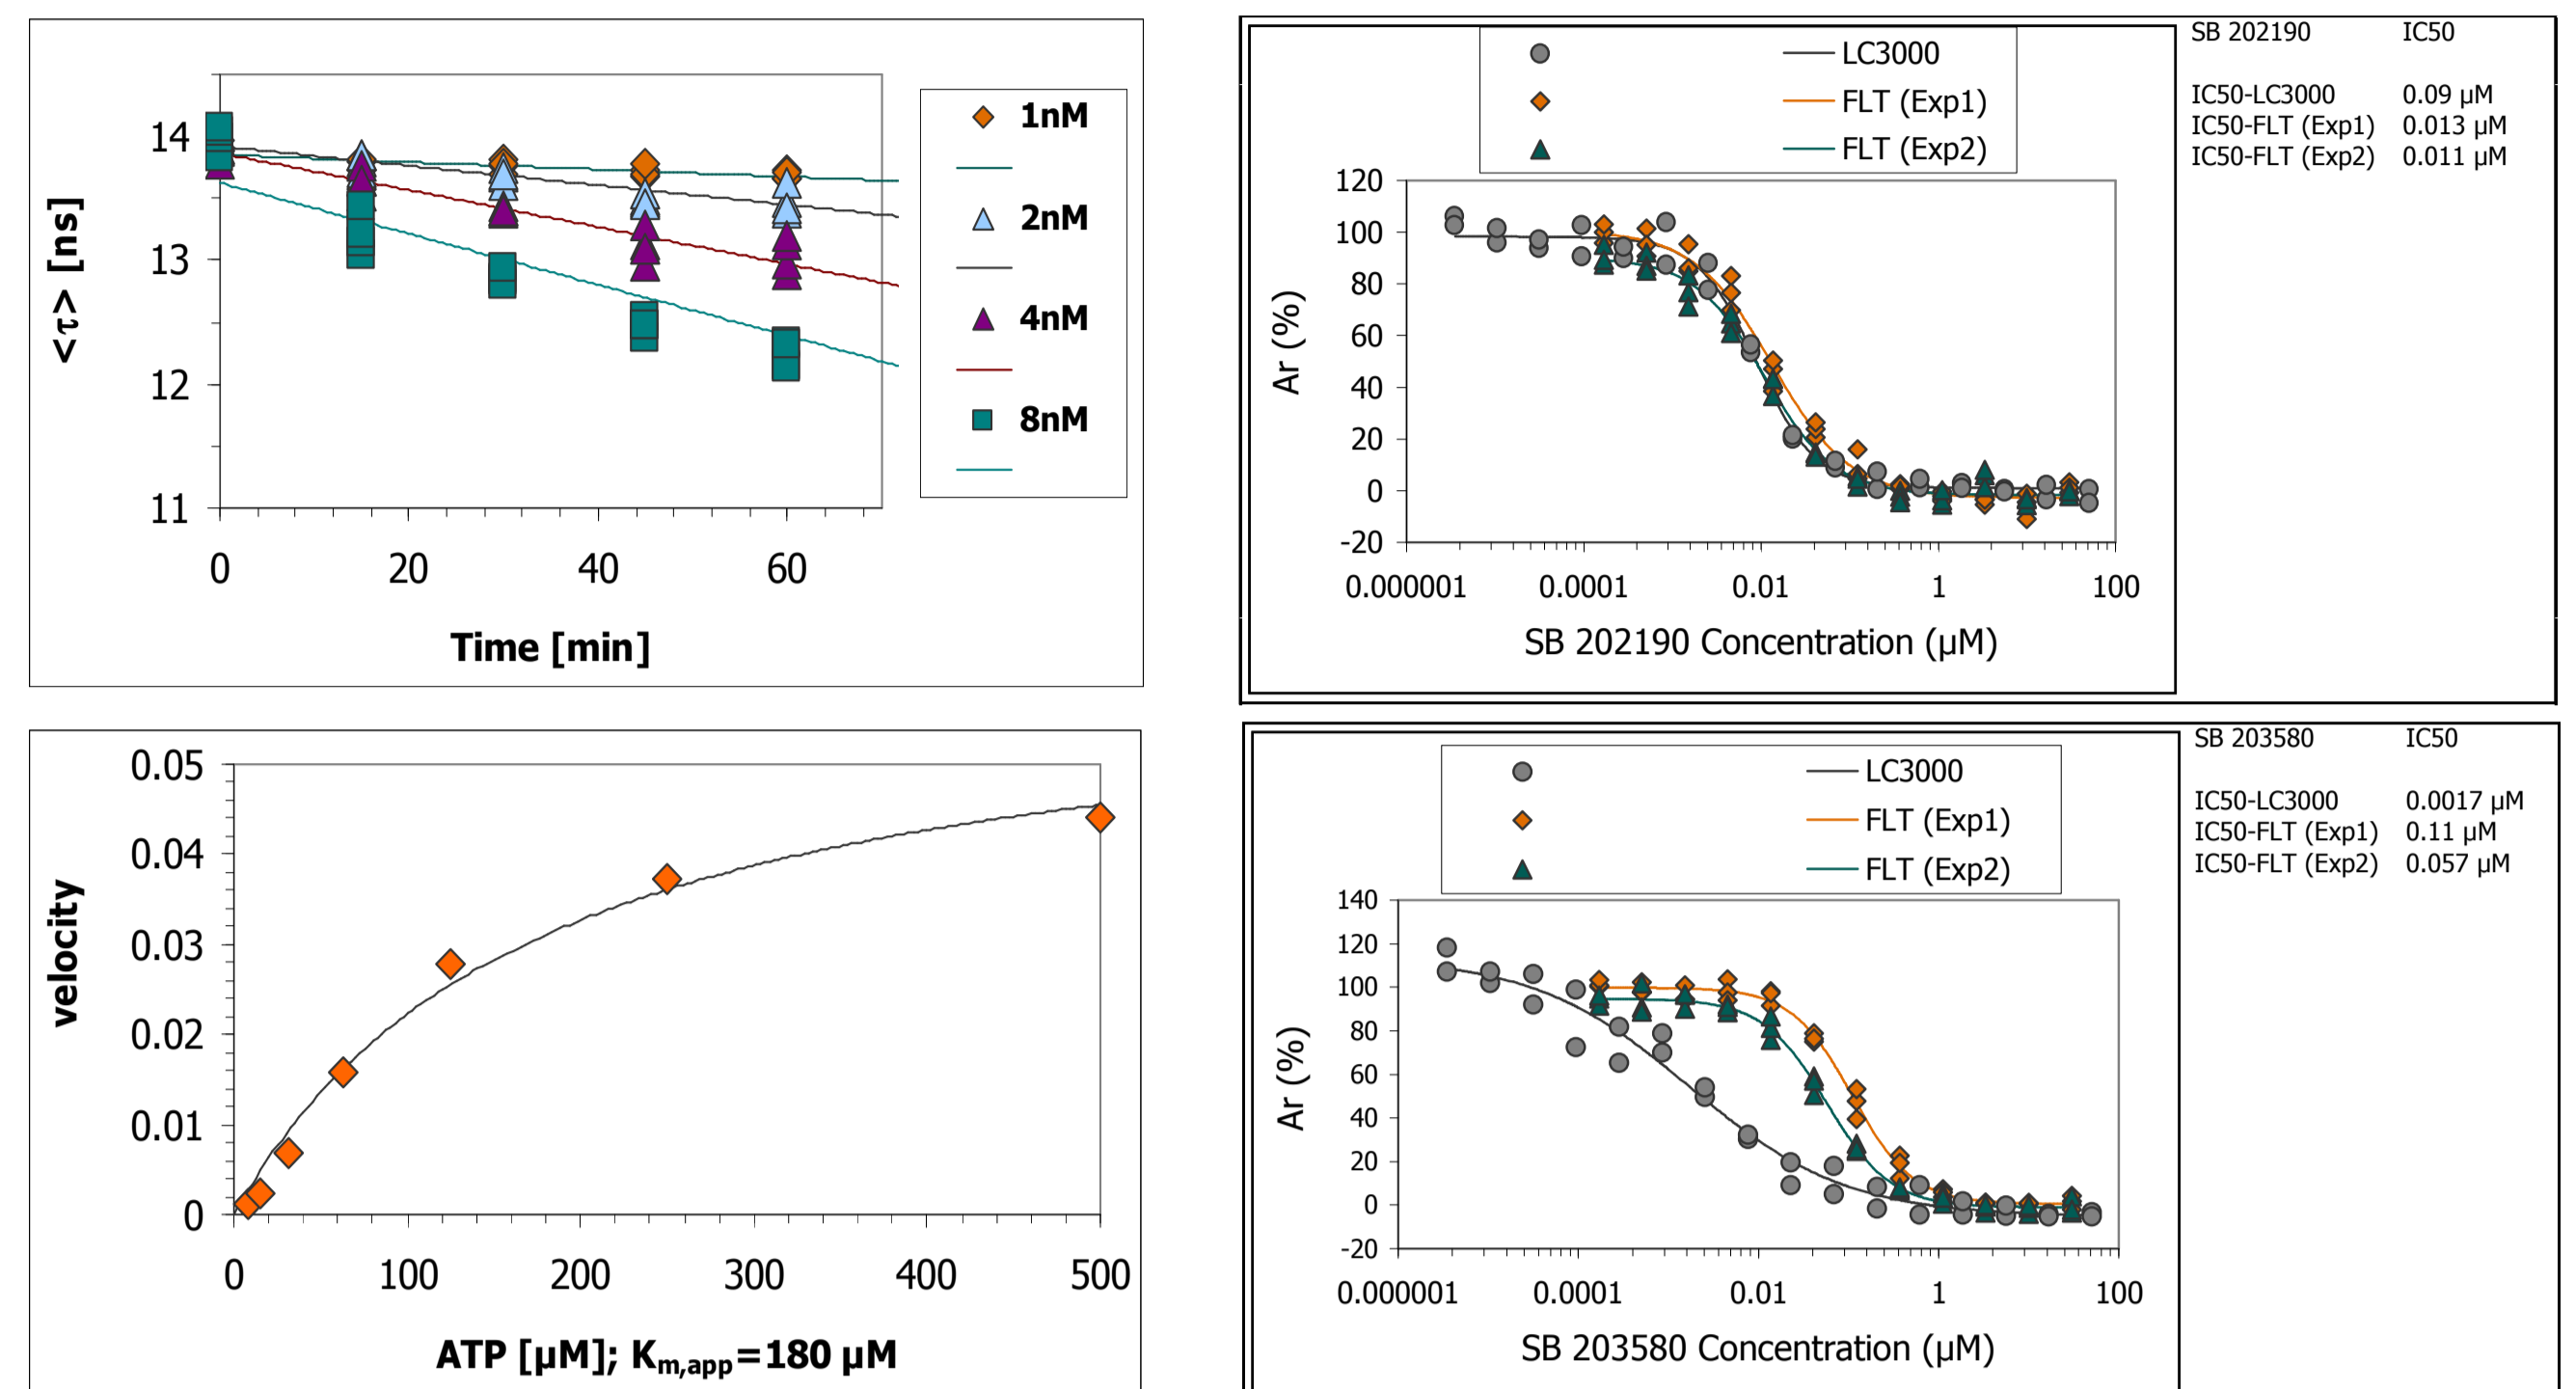 14
13
12
11
<τ> [ns]
0 20 40 60
Time [min]
1nM
2nM
4nM
8nM
LC3000
FLT (Exp1)
FLT (Exp2)
120
100
80
60
40
20
0
-20
Ar (%)
0.000001 0.0001 0.01 1 100
SB 202190 Concentration (µM)
SB 202190 IC50
IC50-LC3000 0.09 µM
IC50-FLT (Exp1) 0.013 µM
IC50-FLT (Exp2) 0.011 µM
0.05
0.04
0.03
0.02
0.01
0
velocity
0 100 200 300 400 500
ATP [µM]; Km,app=180 µM
LC3000
FLT (Exp1)
FLT (Exp2)
140
120
100
80
60
40
20
0
-20
Ar (%)
0.000001 0.0001 0.01 1 100
SB 203580 Concentration (µM)
SB 203580 IC50
IC50-LC3000 0.0017 µM
IC50-FLT (Exp1) 0.11 µM
IC50-FLT (Exp2) 0.057 µM